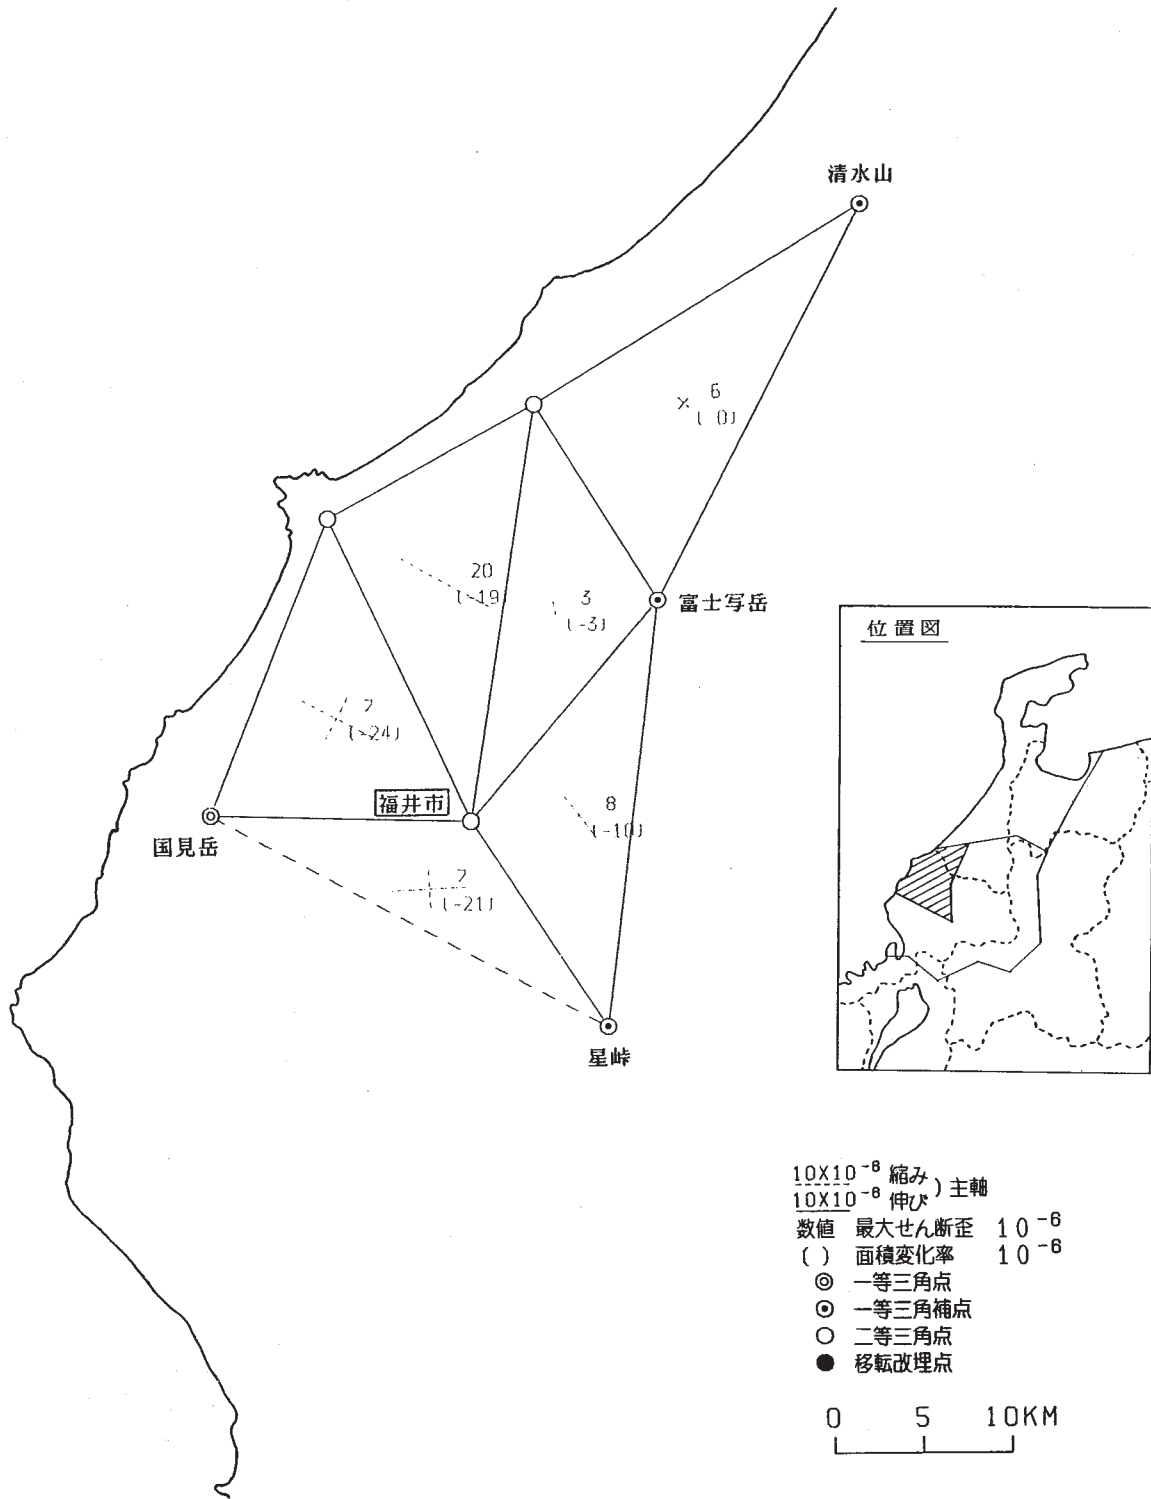 清水山
6
( 0)
20
(-19)
3
(-3)
富士写岳
位置図
7
(-24)
福井市
8
(-10)
国見岳
7
(-21)
星峠
10X10⁻⁶ 縮み
10X10⁻⁶ 伸び ) 主軸
数値 最大せん断歪 10⁻⁶
( ) 面積変化率 10⁻⁶
一等三角点
一等三角補点
二等三角点
移転改埋点
0 5 10KM